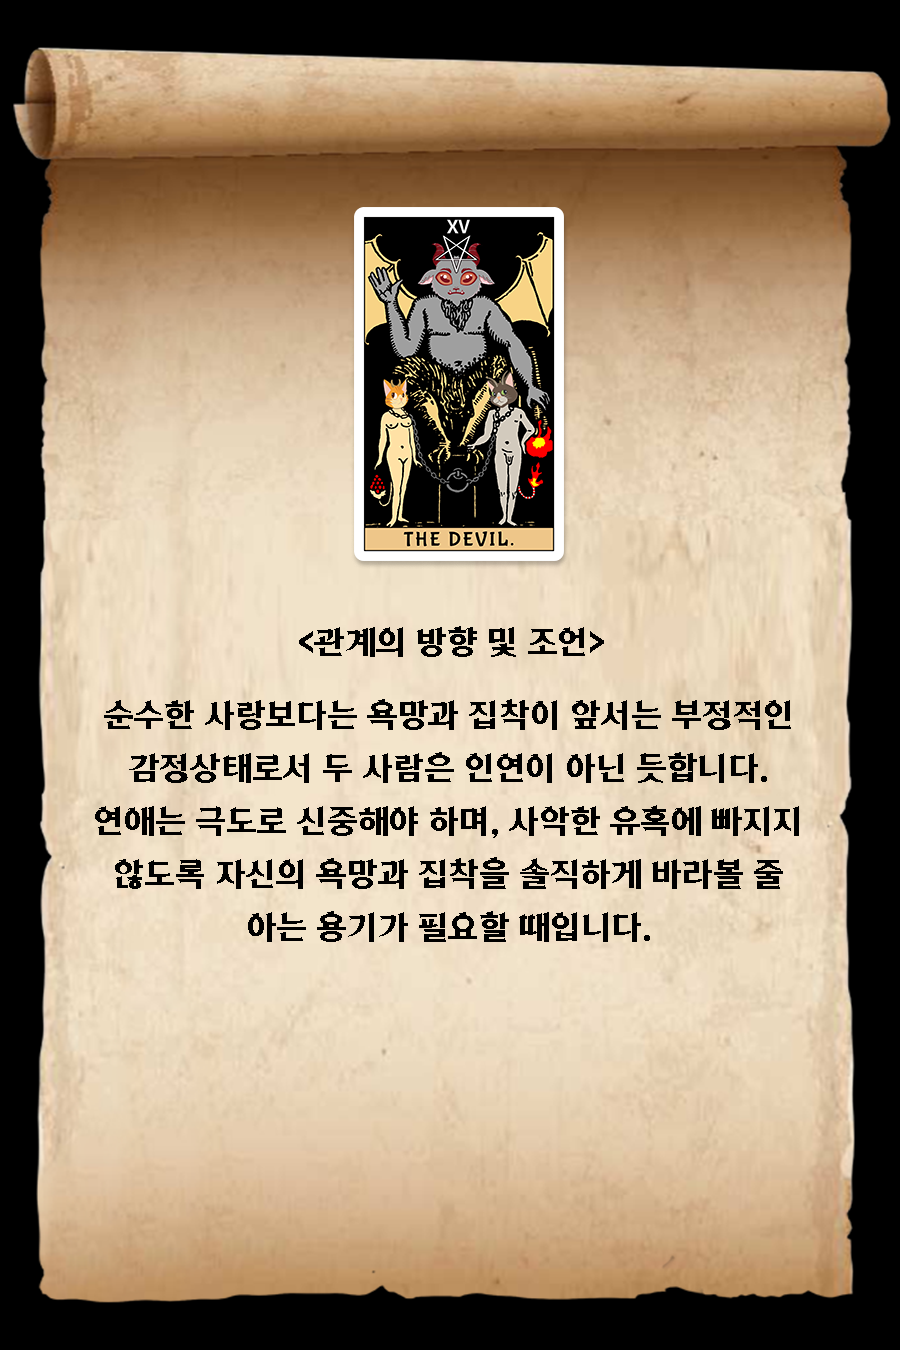 XV
THE DEVIL.
<관계의 방향 및 조언>
순수한 사랑보다는 욕망과 집착이 앞서는 부정적인
감정상태로서 두 사람은 인연이 아닌 듯합니다.
연애는 극도로 신중해야 하며, 사악한 유혹에 빠지지
않도록 자신의 욕망과 집착을 솔직하게 바라볼 줄
아는 용기가 필요할 때입니다.